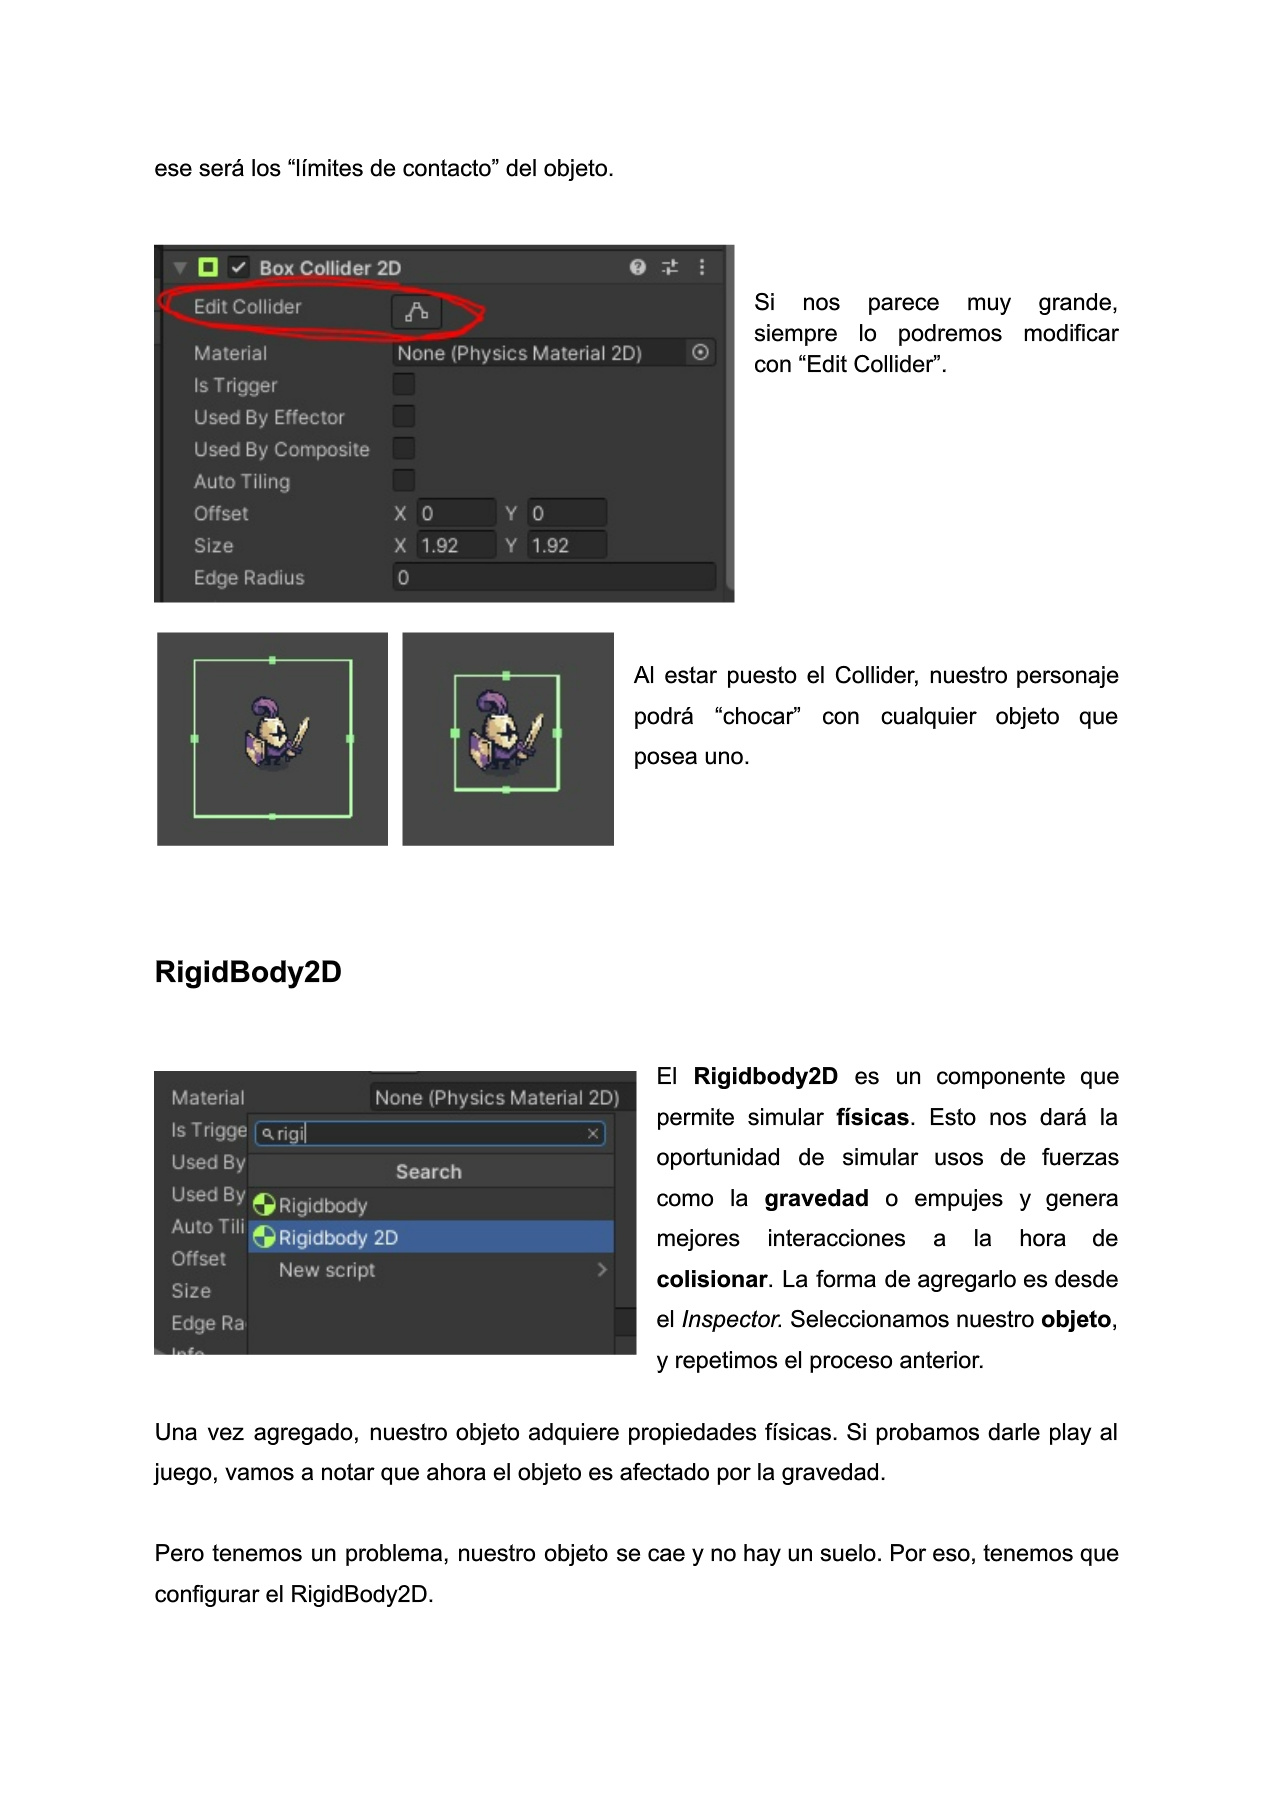 ese será los “límites de contacto” del objeto.
Box Collider 2D
Edit Collider
Material None (Physics Material 2D)
Is Trigger
Used By Effector
Used By Composite
Auto Tiling
Offset X 0 Y 0
Size X 1.92 Y 1.92
Edge Radius 0
Si nos parece muy grande,
siempre lo podremos modificar
con “Edit Collider”.
Al estar puesto el Collider, nuestro personaje
podrá “chocar” con cualquier objeto que
posea uno.
RigidBody2D
Material None (Physics Material 2D)
Is Trigge
rigi
Used By
Search
Used By
Rigidbody
Auto Tili
Rigidbody 2D
Offset
New script
Size
Edge Ra
Info
El Rigidbody2D es un componente que
permite simular físicas. Esto nos dará la
oportunidad de simular usos de fuerzas
como la gravedad o empujes y genera
mejores interacciones a la hora de
colisionar. La forma de agregarlo es desde
el Inspector. Seleccionamos nuestro objeto,
y repetimos el proceso anterior.
Una vez agregado, nuestro objeto adquiere propiedades físicas. Si probamos darle play al
juego, vamos a notar que ahora el objeto es afectado por la gravedad.
Pero tenemos un problema, nuestro objeto se cae y no hay un suelo. Por eso, tenemos que
configurar el RigidBody2D.